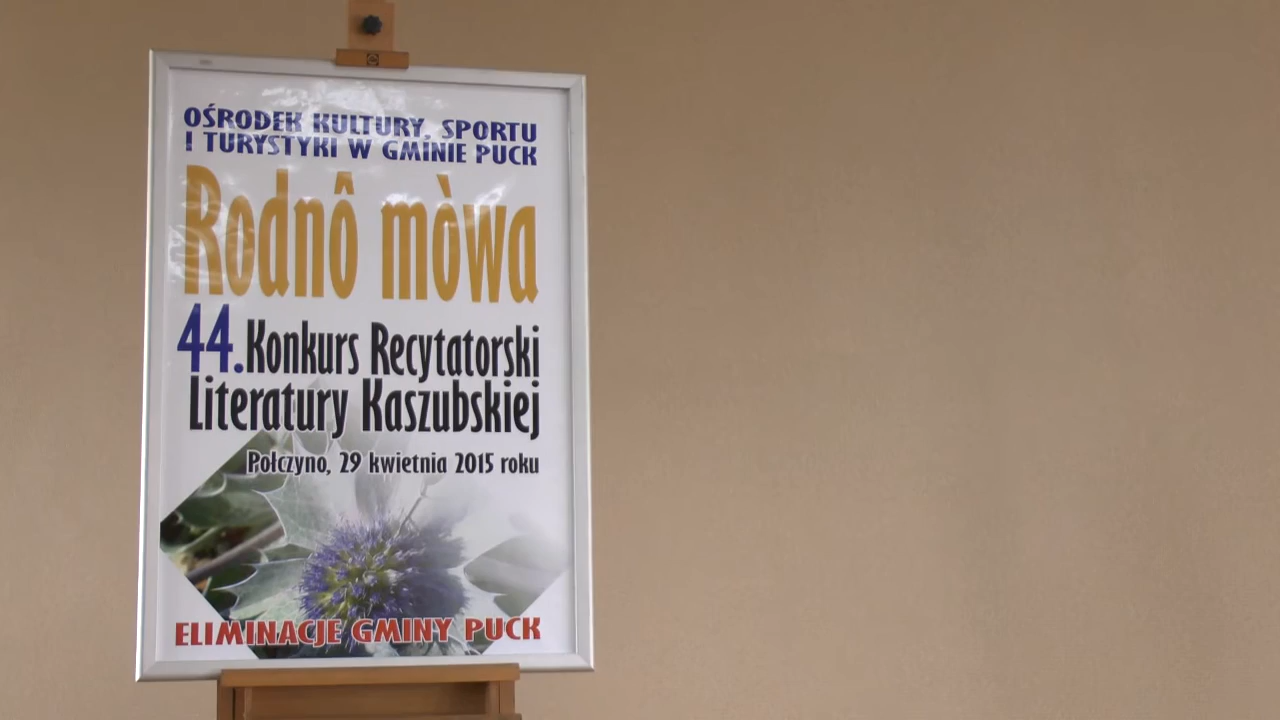 OŚRODEK KULTURY, SPORTU
I TURYSTYKI W GMINIE PUCK
Rodnô mòwa
44. Konkurs Recytatorski
Literatury Kaszubskiej
Połczyno, 29 kwietnia 2015 roku
ELIMINACJE GMINY PUCK